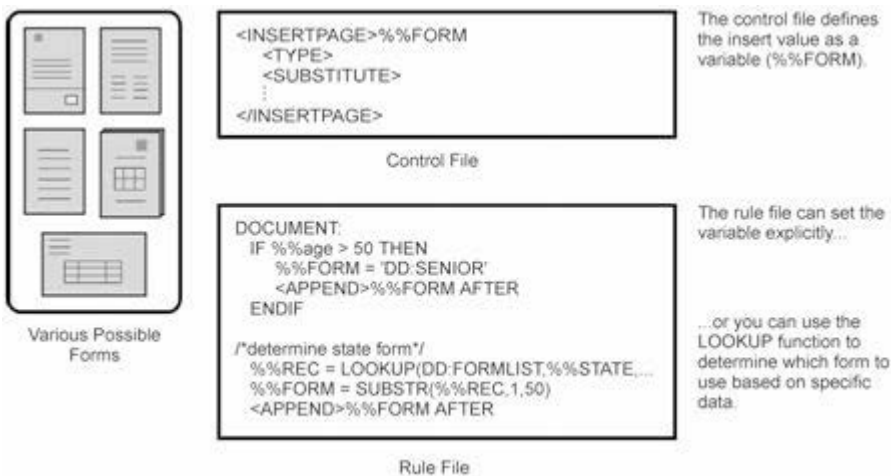 <INSERTPAGE>%%FORM
<TYPE>
<SUBSTITUTE>
:
</INSERTPAGE>
Control File
The control file defines
the insert value as a
variable (%%FORM).
Various Possible
Forms
DOCUMENT:
IF %%age > 50 THEN
%%FORM = 'DD:SENIOR'
<APPEND>%%FORM AFTER
ENDIF
/*determine state form*/
%%REC = LOOKUP(DD:FORMLIST,%%STATE,...
%%FORM = SUBSTR(%%REC,1,50)
<APPEND>%%FORM AFTER
Rule File
The rule file can set the
variable explicitly...
...or you can use the
LOOKUP function to
determine which form to
use based on specific
data.